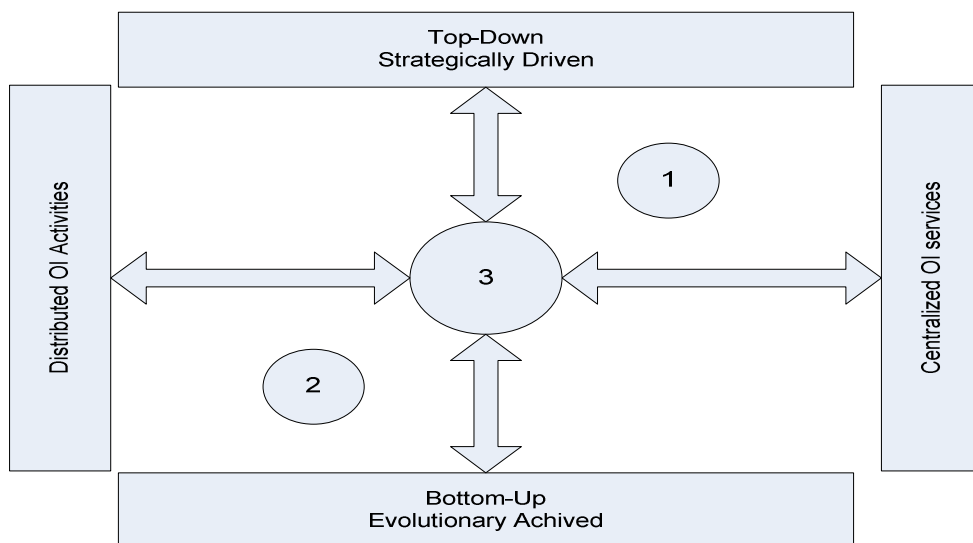 Top-Down
Strategically Driven
1
Distributed OI Activities
3
Centralized OI services
2
Bottom-Up
Evolutionary Achived